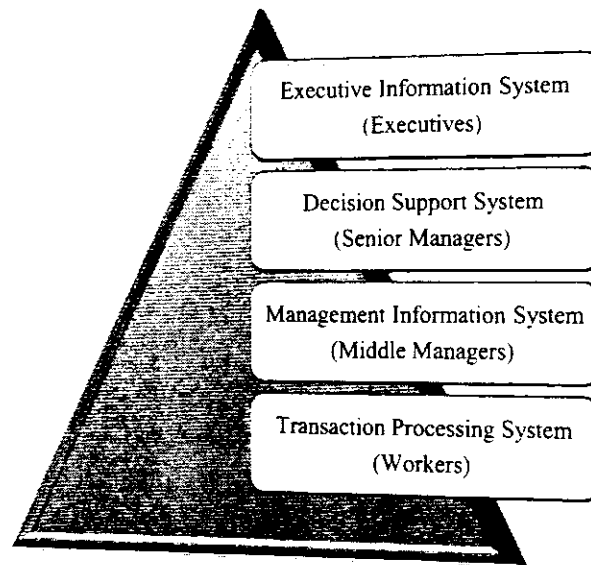 Executive Information System
(Executives)
Decision Support System
(Senior Managers)
Management Information System
(Middle Managers)
Transaction Processing System
(Workers)